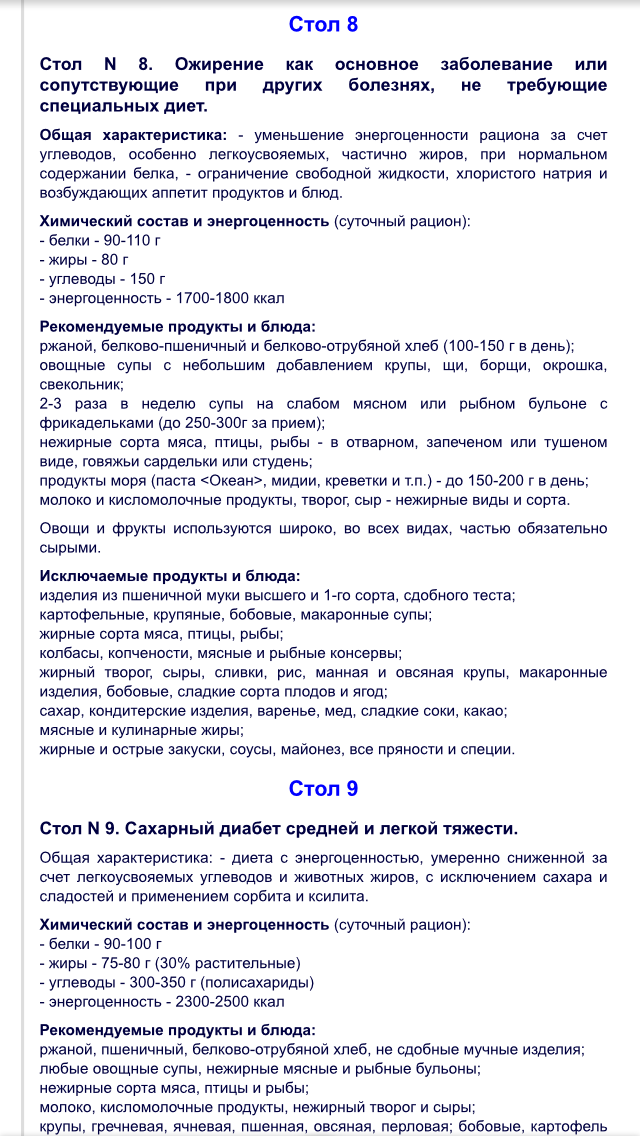 Стол 8
Стол N 8. Ожирение как основное заболевание или
сопутствующие при других болезнях, не требующие
специальных диет.
Общая характеристика: - уменьшение энергоценности рациона за счет
углеводов, особенно легкоусвояемых, частично жиров, при нормальном
содержании белка, - ограничение свободной жидкости, хлористого натрия и
возбуждающих аппетит продуктов и блюд.
Химический состав и энергоценность (суточный рацион):
- белки - 90-110 г
- жиры - 80 г
- углеводы - 150 г
- энергоценность - 1700-1800 ккал
Рекомендуемые продукты и блюда:
ржаной, белково-пшеничный и белково-отрубяной хлеб (100-150 г в день);
овощные супы с небольшим добавлением крупы, щи, борщи, окрошка,
свекольник;
2-3 раза в неделю супы на слабом мясном или рыбном бульоне с
фрикадельками (до 250-300г за прием);
нежирные сорта мяса, птицы, рыбы - в отварном, запеченом или тушеном
виде, говяжьи сардельки или студень;
продукты моря (паста <Океан>, мидии, креветки и т.п.) - до 150-200 г в день;
молоко и кисломолочные продукты, творог, сыр - нежирные виды и сорта.
Овощи и фрукты используются широко, во всех видах, частью обязательно
сырыми.
Исключаемые продукты и блюда:
изделия из пшеничной муки высшего и 1-го сорта, сдобного теста;
картофельные, крупяные, бобовые, макаронные супы;
жирные сорта мяса, птицы, рыбы;
колбасы, копчености, мясные и рыбные консервы;
жирный творог, сыры, сливки, рис, манная и овсяная крупы, макаронные
изделия, бобовые, сладкие сорта плодов и ягод;
сахар, кондитерские изделия, варенье, мед, сладкие соки, какао;
мясные и кулинарные жиры;
жирные и острые закуски, соусы, майонез, все пряности и специи.
Стол 9
Стол N 9. Сахарный диабет средней и легкой тяжести.
Общая характеристика: - диета с энергоценностью, умеренно сниженной за
счет легкоусвояемых углеводов и животных жиров, с исключением сахара и
сладостей и применением сорбита и ксилита.
Химический состав и энергоценность (суточный рацион):
- белки - 90-100 г
- жиры - 75-80 г (30% растительные)
- углеводы - 300-350 г (полисахариды)
- энергоценность - 2300-2500 ккал
Рекомендуемые продукты и блюда:
ржаной, пшеничный, белково-отрубяной хлеб, не сдобные мучные изделия;
любые овощные супы, нежирные мясные и рыбные бульоны;
нежирные сорта мяса, птицы и рыбы;
молоко, кисломолочные продукты, нежирный творог и сыры;
крупы, гречневая, ячневая, пшенная, овсяная, перловая; бобовые, картофель